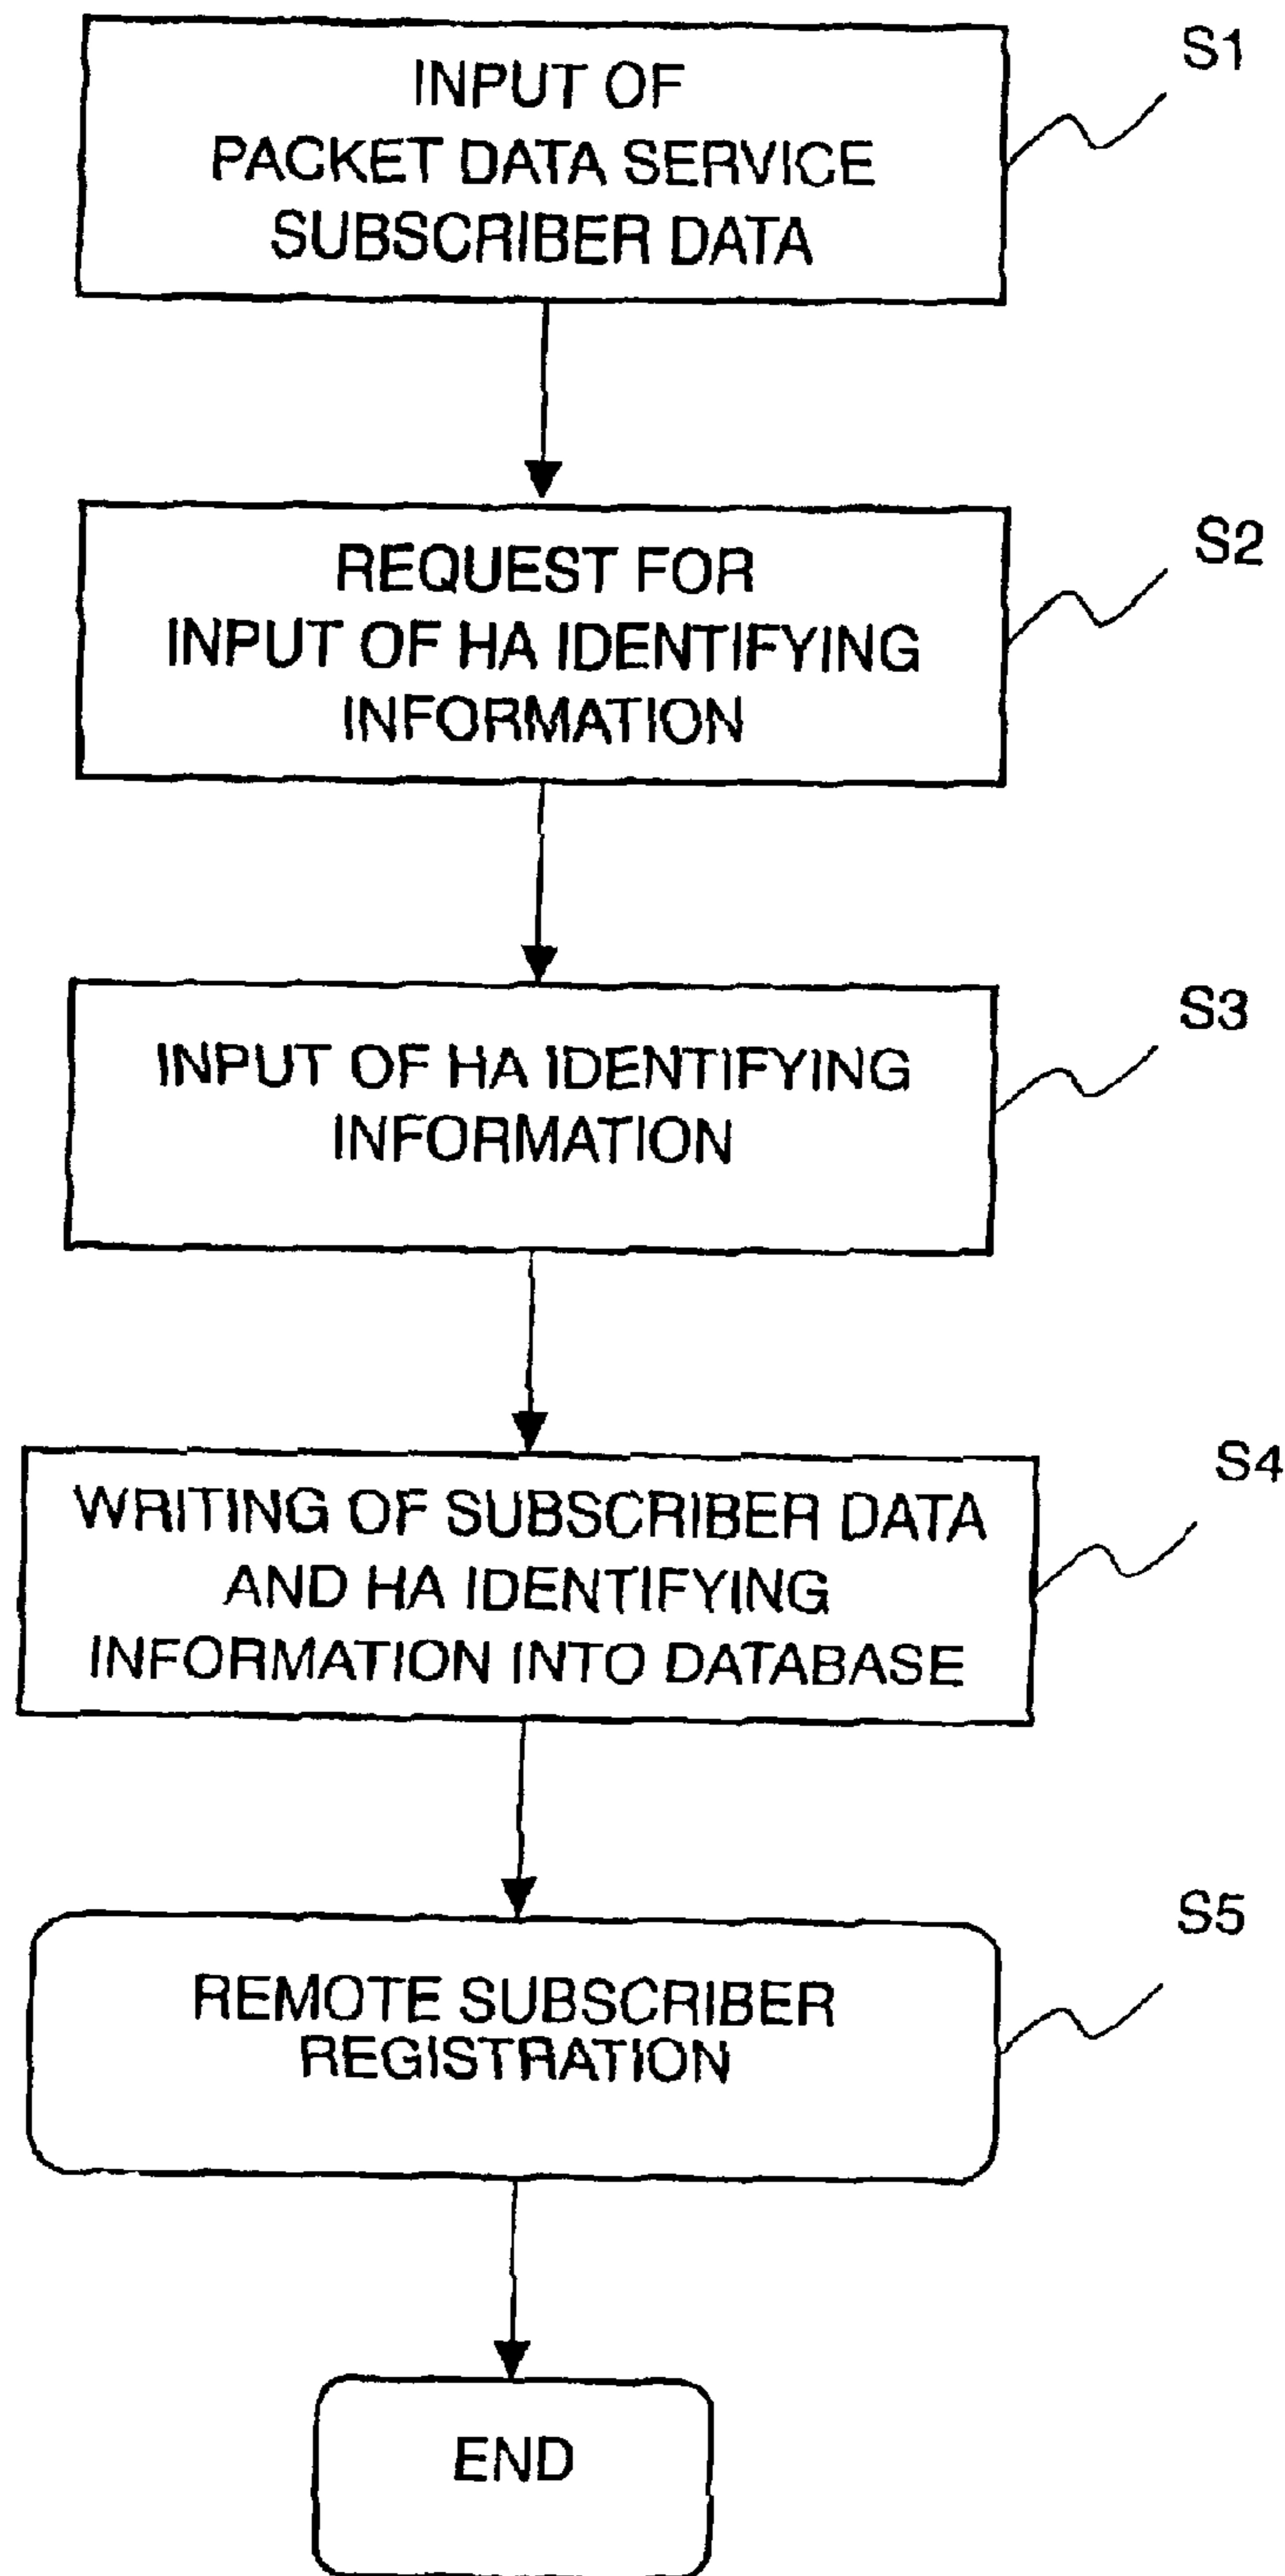 INPUT OF
PACKET DATA SERVICE
SUBSCRIBER DATA
S1
REQUEST FOR
INPUT OF HA IDENTIFYING
INFORMATION
S2
INPUT OF HA IDENTIFYING
INFORMATION
S3
WRITING OF SUBSCRIBER DATA
AND HA IDENTIFYING
INFORMATION INTO DATABASE
S4
REMOTE SUBSCRIBER
REGISTRATION
S5
END